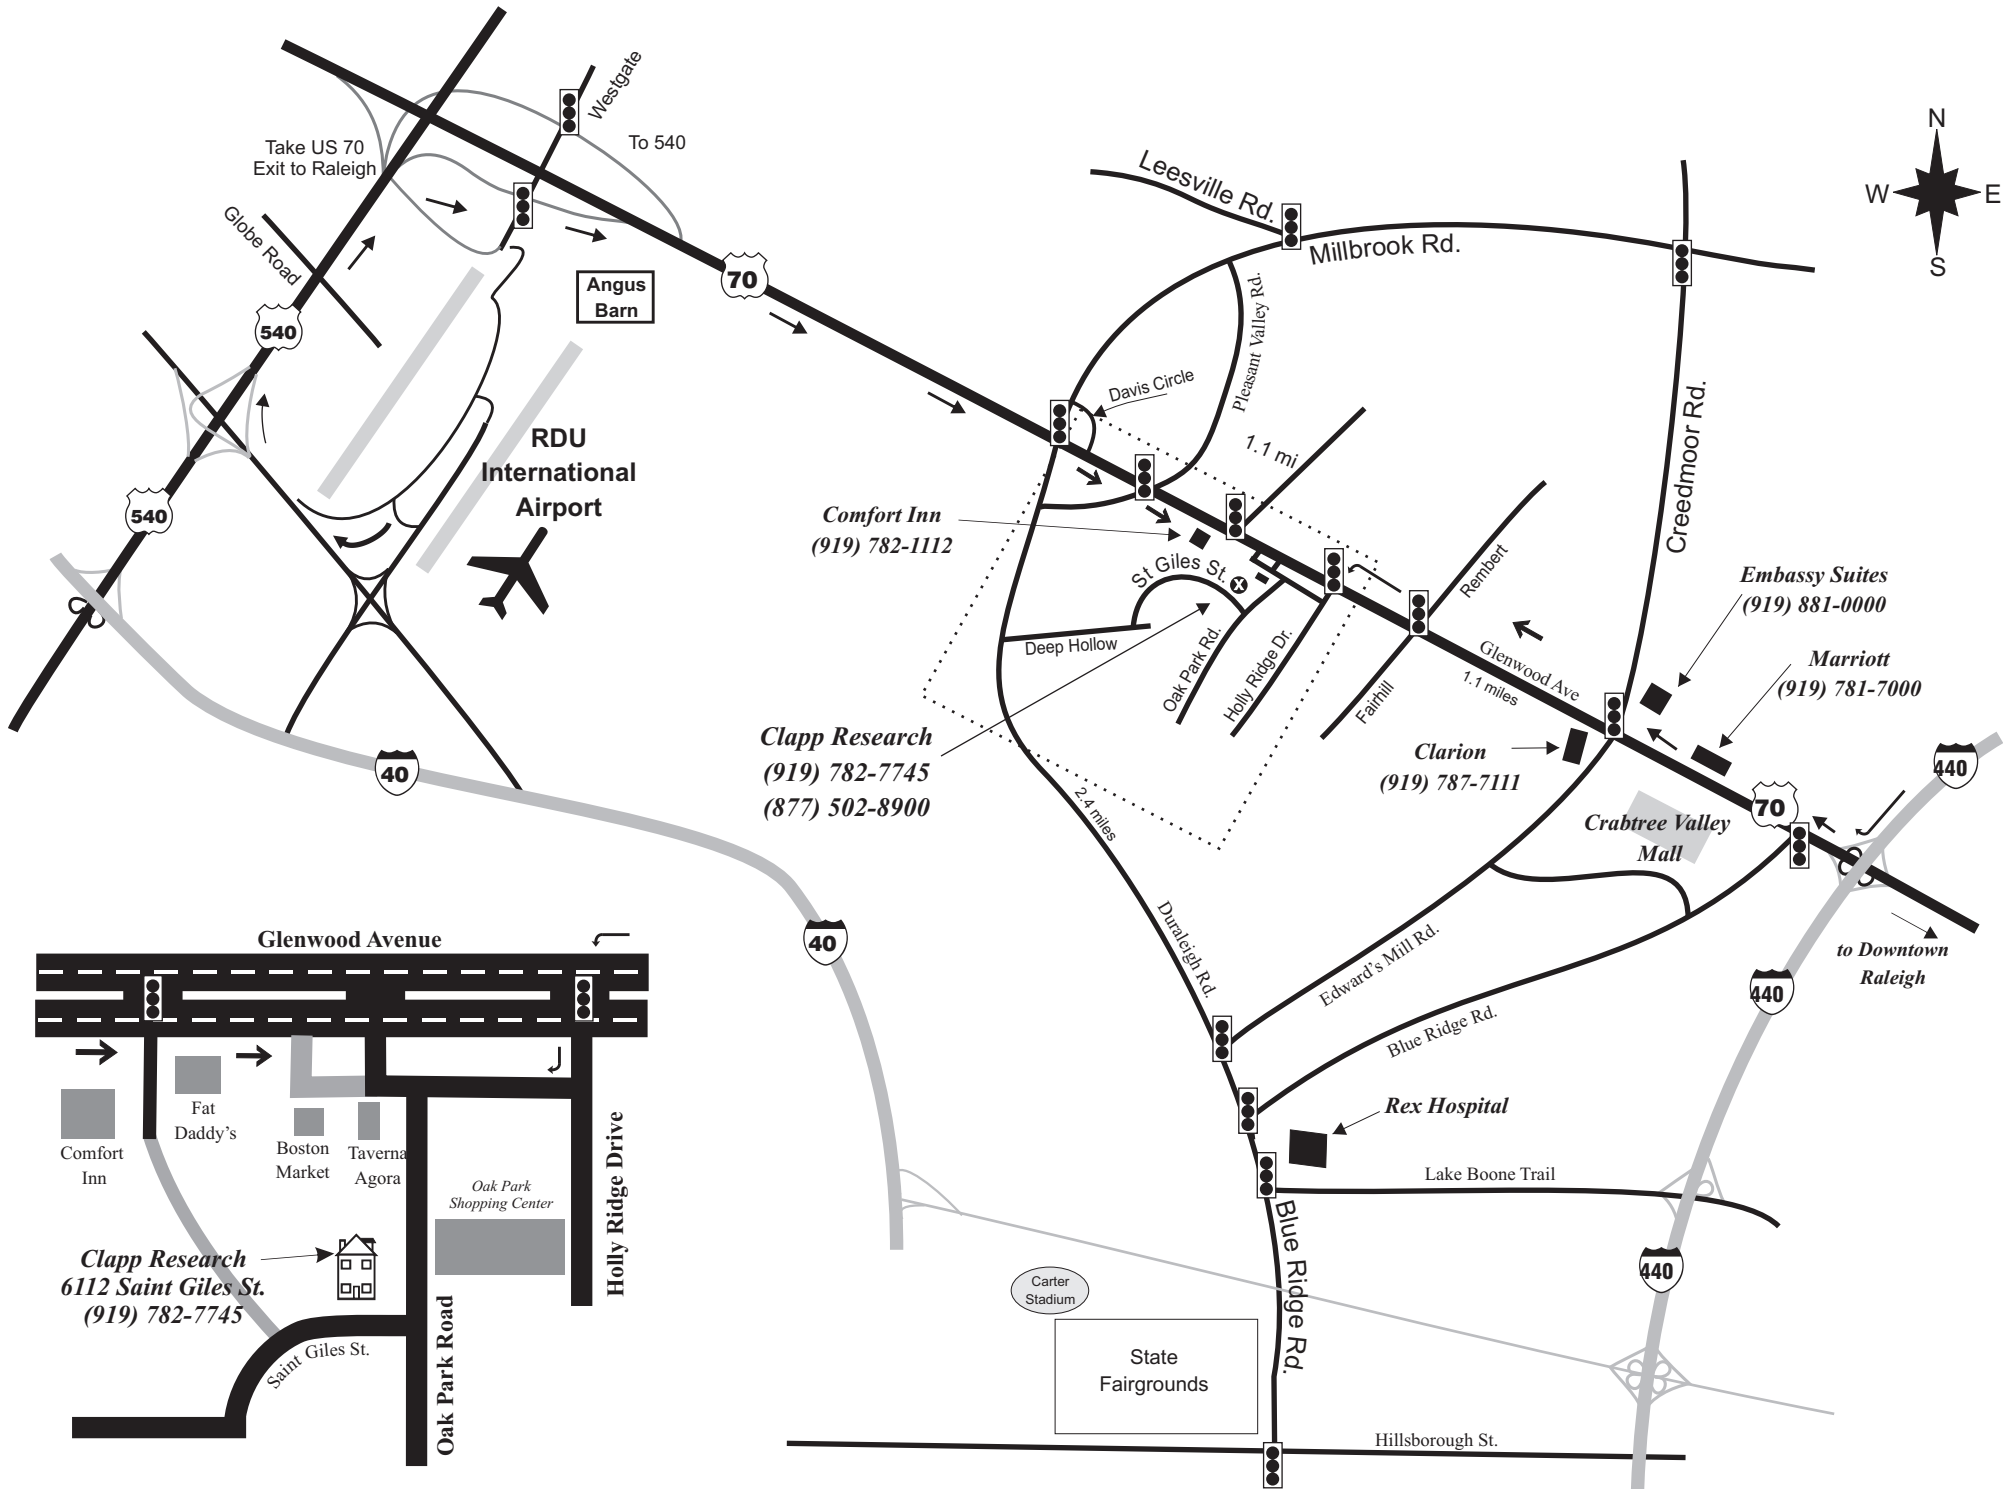 Westgate
To 540
Take US 70
Exit to Raleigh
Globe Road
540
540
Angus
Barn
70
RDU
International
Airport
40
40
N
W
E
S
Leesville Rd.
Millbrook Rd.
Pleasant Valley Rd.
Davis Circle
1.1 mi
Creedmoor Rd.
Comfort Inn
(919) 782-1112
St Giles St.
X
Deep Hollow
Oak Park Rd.
Holly Ridge Dr.
Rembert
Fairhill
Glenwood Ave
1.1 miles
Embassy Suites
(919) 881-0000
Marriott
(919) 781-7000
Clapp Research
(919) 782-7745
(877) 502-8900
Clarion
(919) 787-7111
440
70
Crabtree Valley
Mall
2.4 miles
Duraleigh Rd.
Edward's Mill Rd.
Blue Ridge Rd.
to Downtown
Raleigh
440
Rex Hospital
Lake Boone Trail
Blue Ridge Rd.
440
Carter
Stadium
State
Fairgrounds
Hillsborough St.
Glenwood Avenue
Comfort
Inn
Fat
Daddy's
Boston
Market
Taverna
Agora
Oak Park
Shopping Center
Holly Ridge Drive
Clapp Research
6112 Saint Giles St.
(919) 782-7745
Saint Giles St.
Oak Park Road